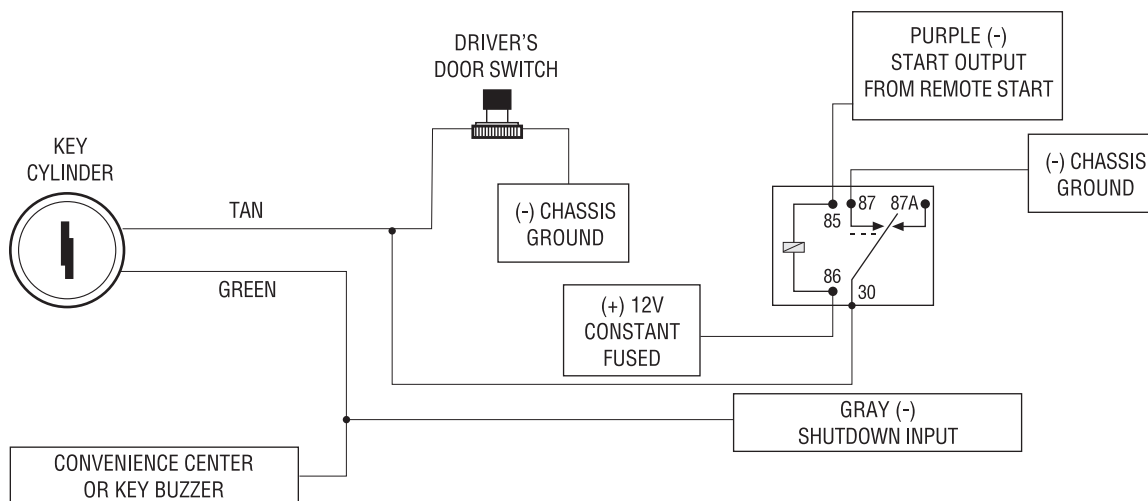 DRIVER'S
DOOR SWITCH
PURPLE (-)
START OUTPUT
FROM REMOTE START
KEY
CYLINDER
(-) CHASSIS
GROUND
TAN
(-) CHASSIS
GROUND
87
87A
85
GREEN
86
30
(+) 12V
CONSTANT
FUSED
GRAY (-)
SHUTDOWN INPUT
CONVENIENCE CENTER
OR KEY BUZZER